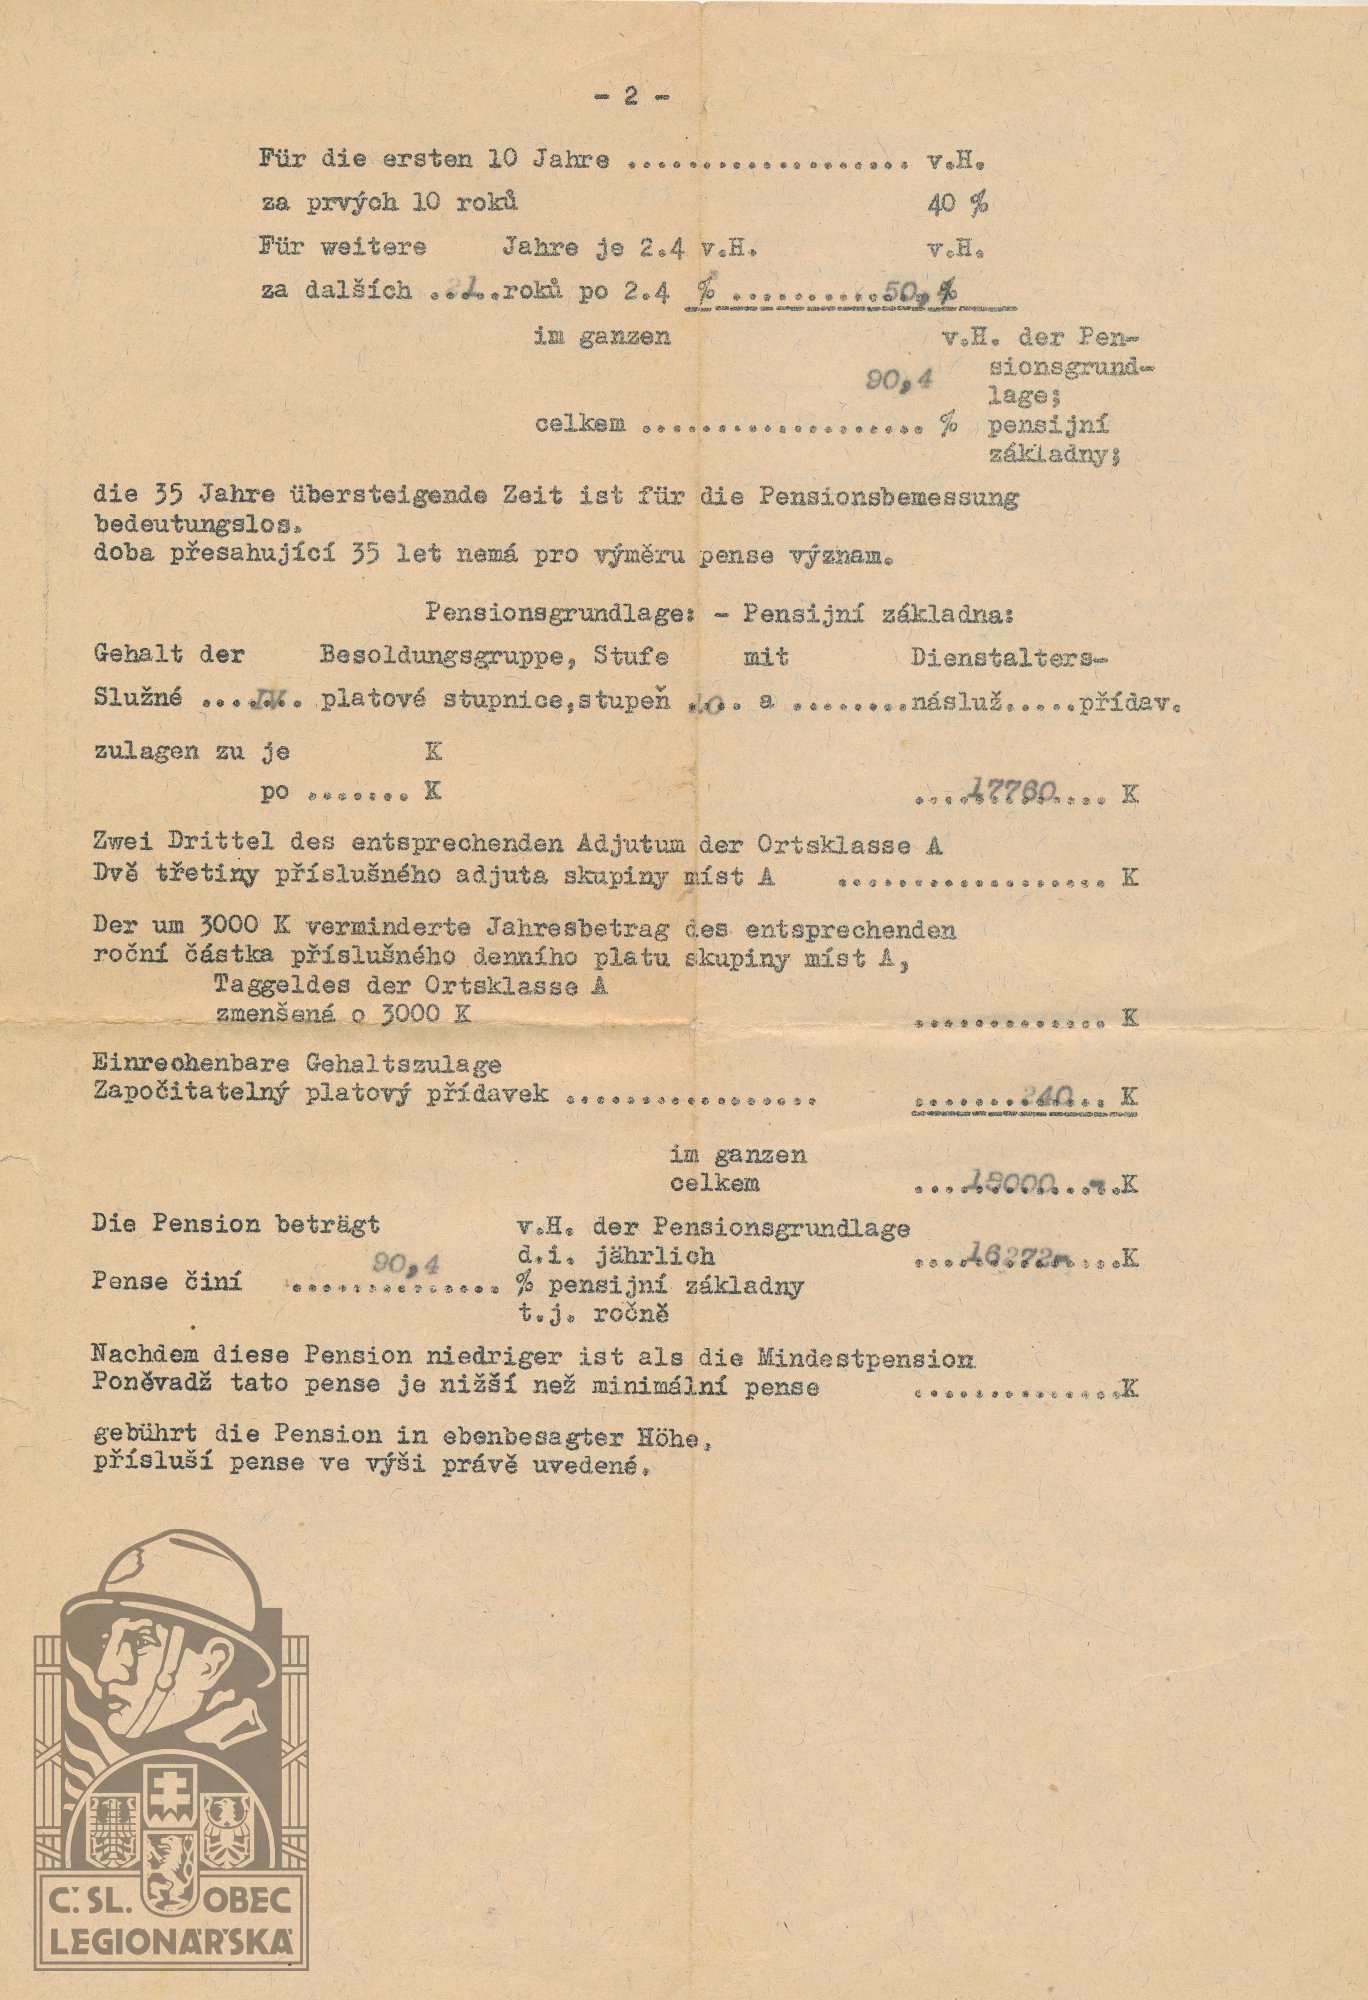 - 2 -
Für die ersten 10 Jahre ................... v.H.
za prvých 10 roků 40 %
Für weitere Jahre je 2.4 v.H. v.H.
za dalších ..21..roků po 2.4 % ..........50,4%
im ganzen v.H. der Pen-
sionsgrund-
90,4
lage;
celkem ................... % pensijní
základny;
die 35 Jahre übersteigende Zeit ist für die Pensionsbemessung
bedeutungslos.
doba přesahující 35 let nemá pro výměru pense význam.
Pensionsgrundlage: - Pensijní základna:
Gehalt der Besoldungsgruppe, Stufe mit Dienstalters-
Služné ...IV.. platové stupnice,stupeň 10.. a ........násluž.....přídav.
zulagen zu je K
po ....... K ....17760.... K
Zwei Drittel des entsprechenden Adjutum der Ortsklasse A
Dvě třetiny příslušného adjuta skupiny míst A .................. K
Der um 3000 K verminderte Jahresbetrag des entsprechenden
roční částka příslušného denního platu skupiny míst A,
Taggeldes der Ortsklasse A
zmenšená o 3000 K ............. K
Einrechenbare Gehaltszulage
Započitatelný platový přídavek ................. .......240.. K
im ganzen
celkem ....18000..-.K
Die Pension beträgt v.H. der Pensionsgrundlage
90,4 d.i. jährlich ....16272-....K
Pense činí .............. % pensijní základny
t.j. ročně
Nachdem diese Pension niedriger ist als die Mindestpension
Poněvadž tato pense je nižší než minimální pense ..............K
gebührt die Pension in ebenbesagter Höhe,
přísluší pense ve výši právě uvedené.
Č.SL. OBEC
LEGIONÁŘSKÁ